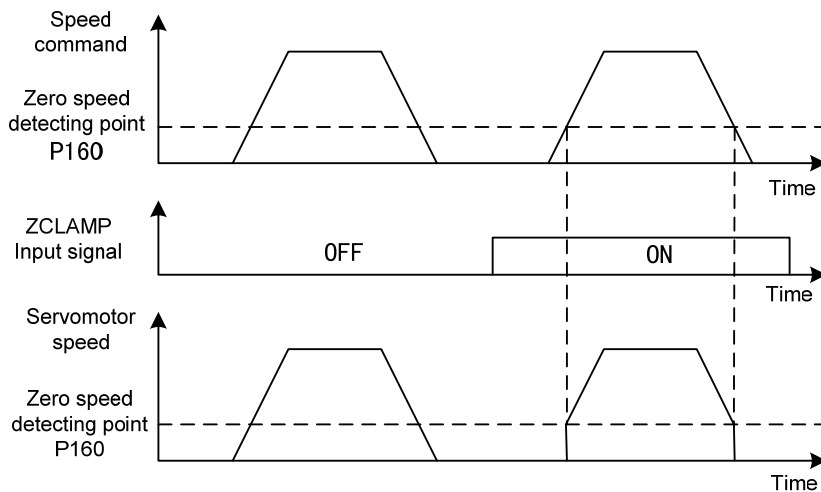 Speed
command
Zero speed
detecting point
P160
Time
ZCLAMP
Input signal
OFF
ON
Time
Servomotor
speed
Zero speed
detecting point
P160
Time